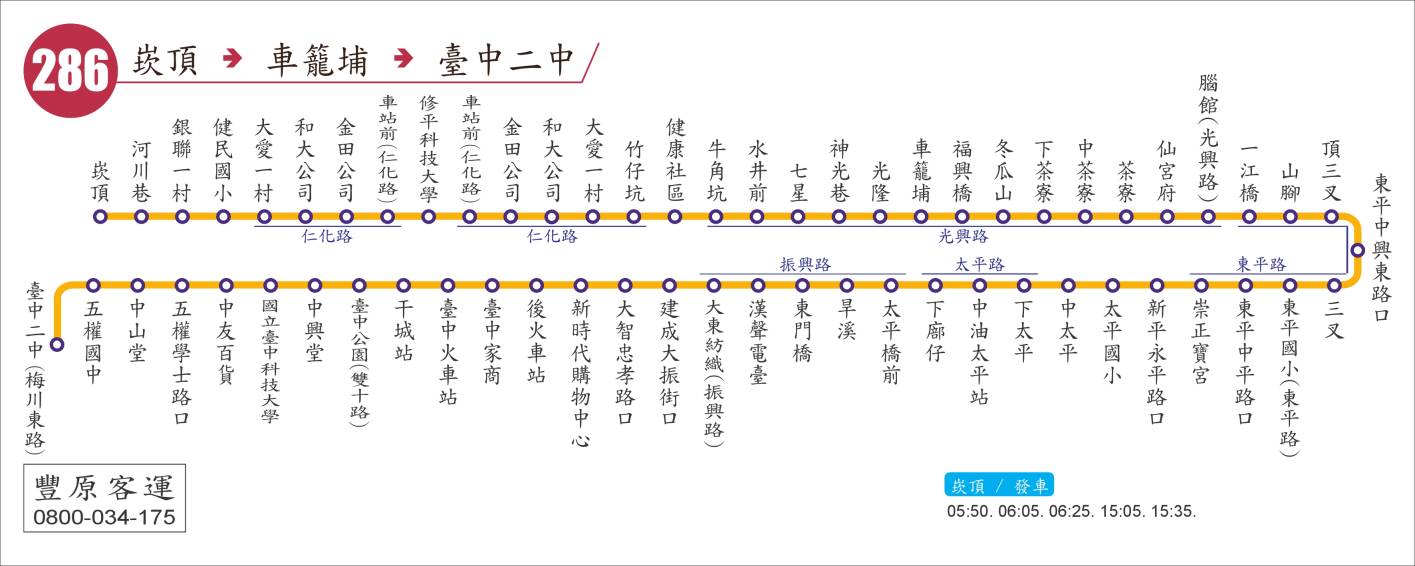 286 崁頂 → 車籠埔 → 臺中二中
崁頂
河川巷
銀聯一村
健民國小
大愛一村
和大公司
金田公司
車站前(仁化路)
修平科技大學
車站前(仁化路)
金田公司
和大公司
大愛一村
竹仔坑
健康社區
牛角坑
水井前
七星
神光巷
光隆
車籠埔
福興橋
冬瓜山
下茶寮
中茶寮
茶寮
仙宮府
腦館(光興路)
一江橋
山腳
頂三叉
東平中興東路口
仁化路
仁化路
光興路
振興路
太平路
東平路
三叉
東平國小(東平路)
東平中平路口
崇正寶宮
新平永平路口
太平國小
中太平
下太平
中油太平站
下廍仔
太平橋前
旱溪
東門橋
漢聲電臺
大東紡織(振興路)
建成大振街口
大智忠孝路口
新時代購物中心
後火車站
臺中家商
臺中火車站
干城站
臺中公園(雙十路)
中興堂
國立臺中科技大學
中友百貨
五權學士路口
中山堂
五權國中
臺中二中(梅川東路)
豐原客運
0800-034-175
崁頂 / 發車
05:50. 06:05. 06:25. 15:05. 15:35.